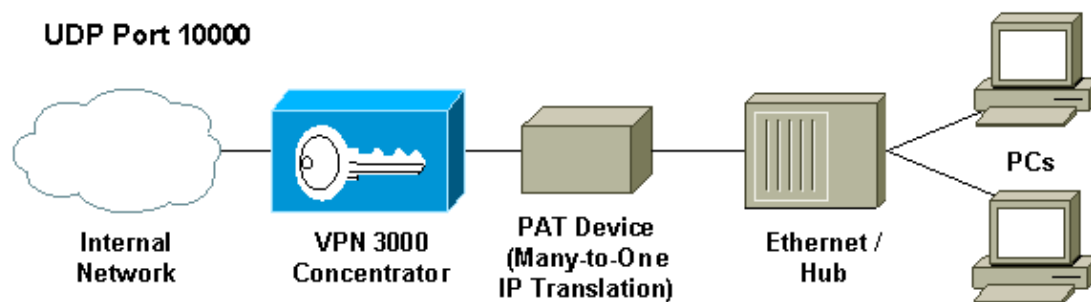 UDP Port 10000
Internal
Network
VPN 3000
Concentrator
PAT Device
(Many-to-One
IP Translation)
Ethernet /
Hub
PCs